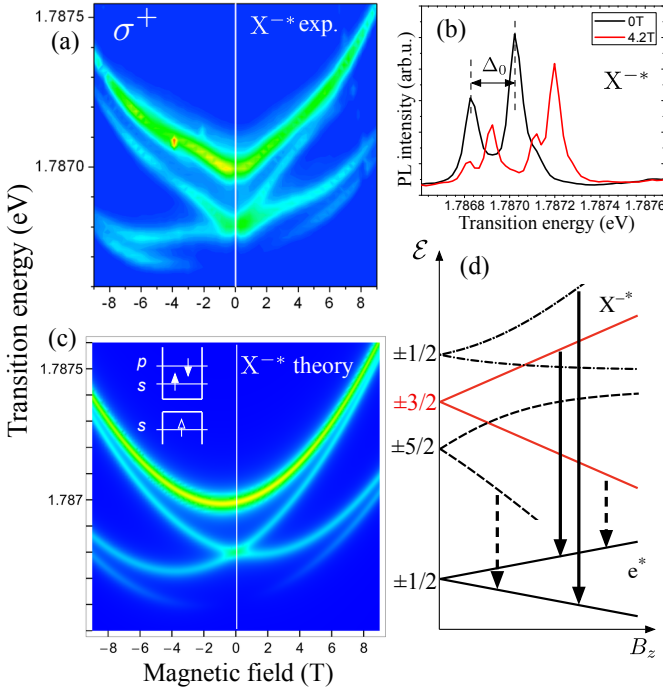 (a)
σ⁺
X⁻* exp.
1.7875
1.7870
-8 -6 -4 -2 0 2 4 6 8
(b)
0T
4.2T
Δ₀
X⁻*
PL intensity (arb.u.)
1.7868 1.7870 1.7872 1.7874 1.7876
Transition energy (eV)
Transition energy (eV)
(c)
p
s
s
X⁻* theory
1.7875
1.787
-8 -6 -4 -2 0 2 4 6 8
Magnetic field (T)
ℰ
(d)
X⁻*
±1/2
±3/2
±5/2
±1/2
e*
B_z